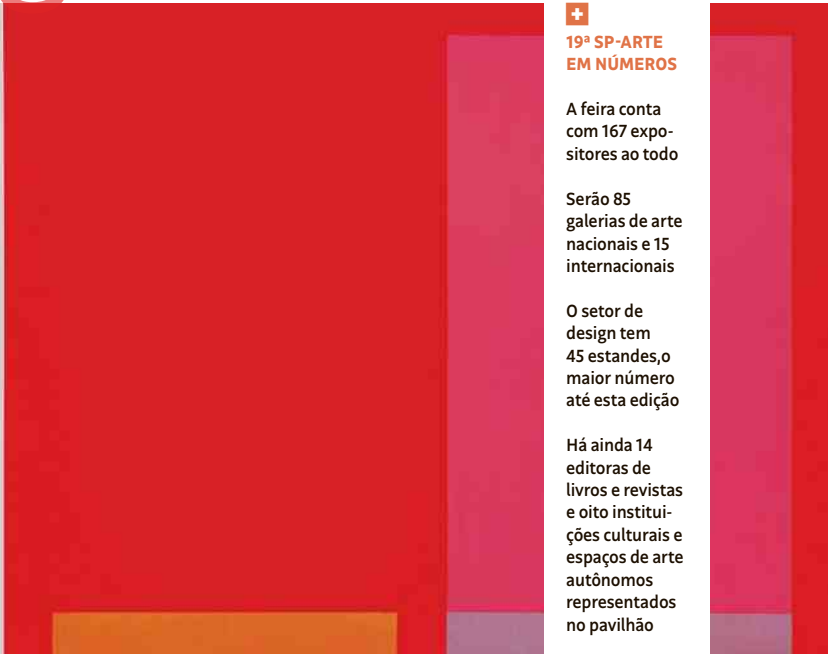 19ª SP-ARTE
EM NÚMEROS
A feira conta
com 167 expo-
sitores ao todo
Serão 85
galerias de arte
nacionais e 15
internacionais
O setor de
design tem
45 estandes,o
maior número
até esta edição
Há ainda 14
editoras de
livros e revistas
e oito institui-
ções culturais e
espaços de arte
autônomos
representados
no pavilhão